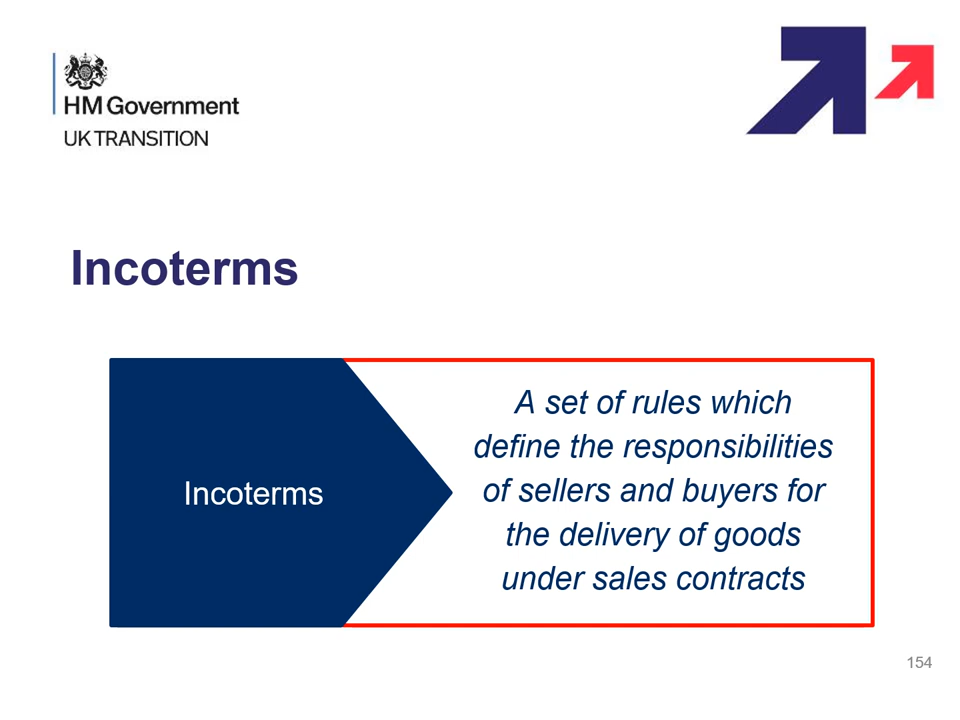 HM Government
UK TRANSITION
Incoterms
Incoterms
A set of rules which
define the responsibilities
of sellers and buyers for
the delivery of goods
under sales contracts
154